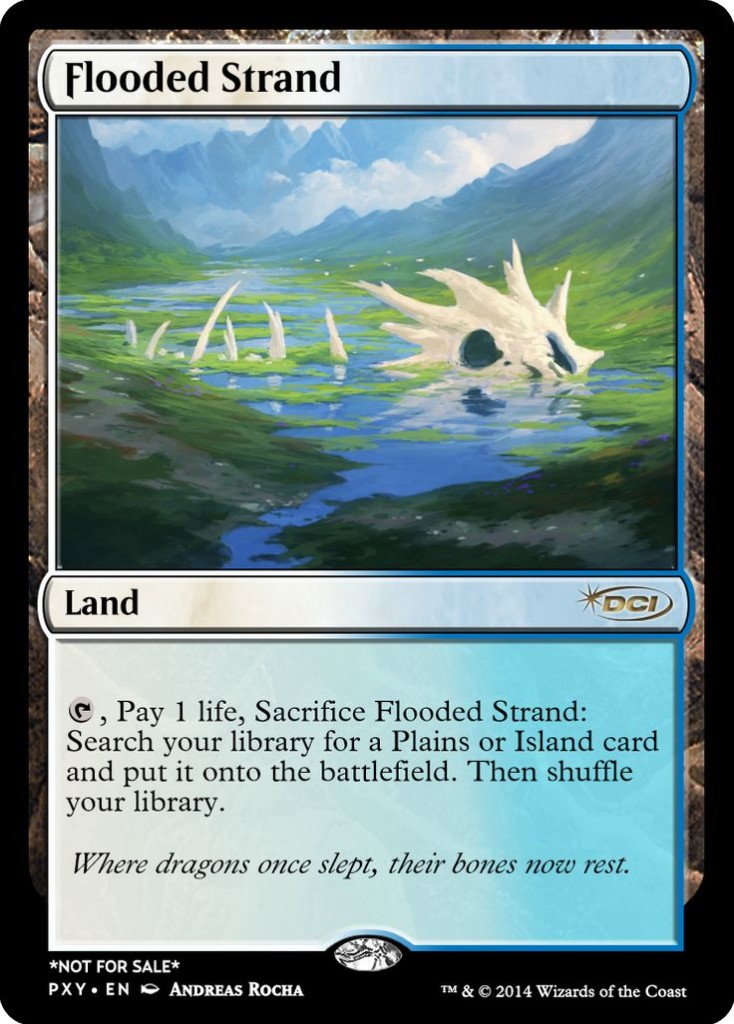 Flooded Strand
Land
DCI
, Pay 1 life, Sacrifice Flooded Strand:
Search your library for a Plains or Island card
and put it onto the battlefield. Then shuffle
your library.
Where dragons once slept, their bones now rest.
*NOT FOR SALE*
PXY • EN Andreas Rocha
™ & © 2014 Wizards of the Coast